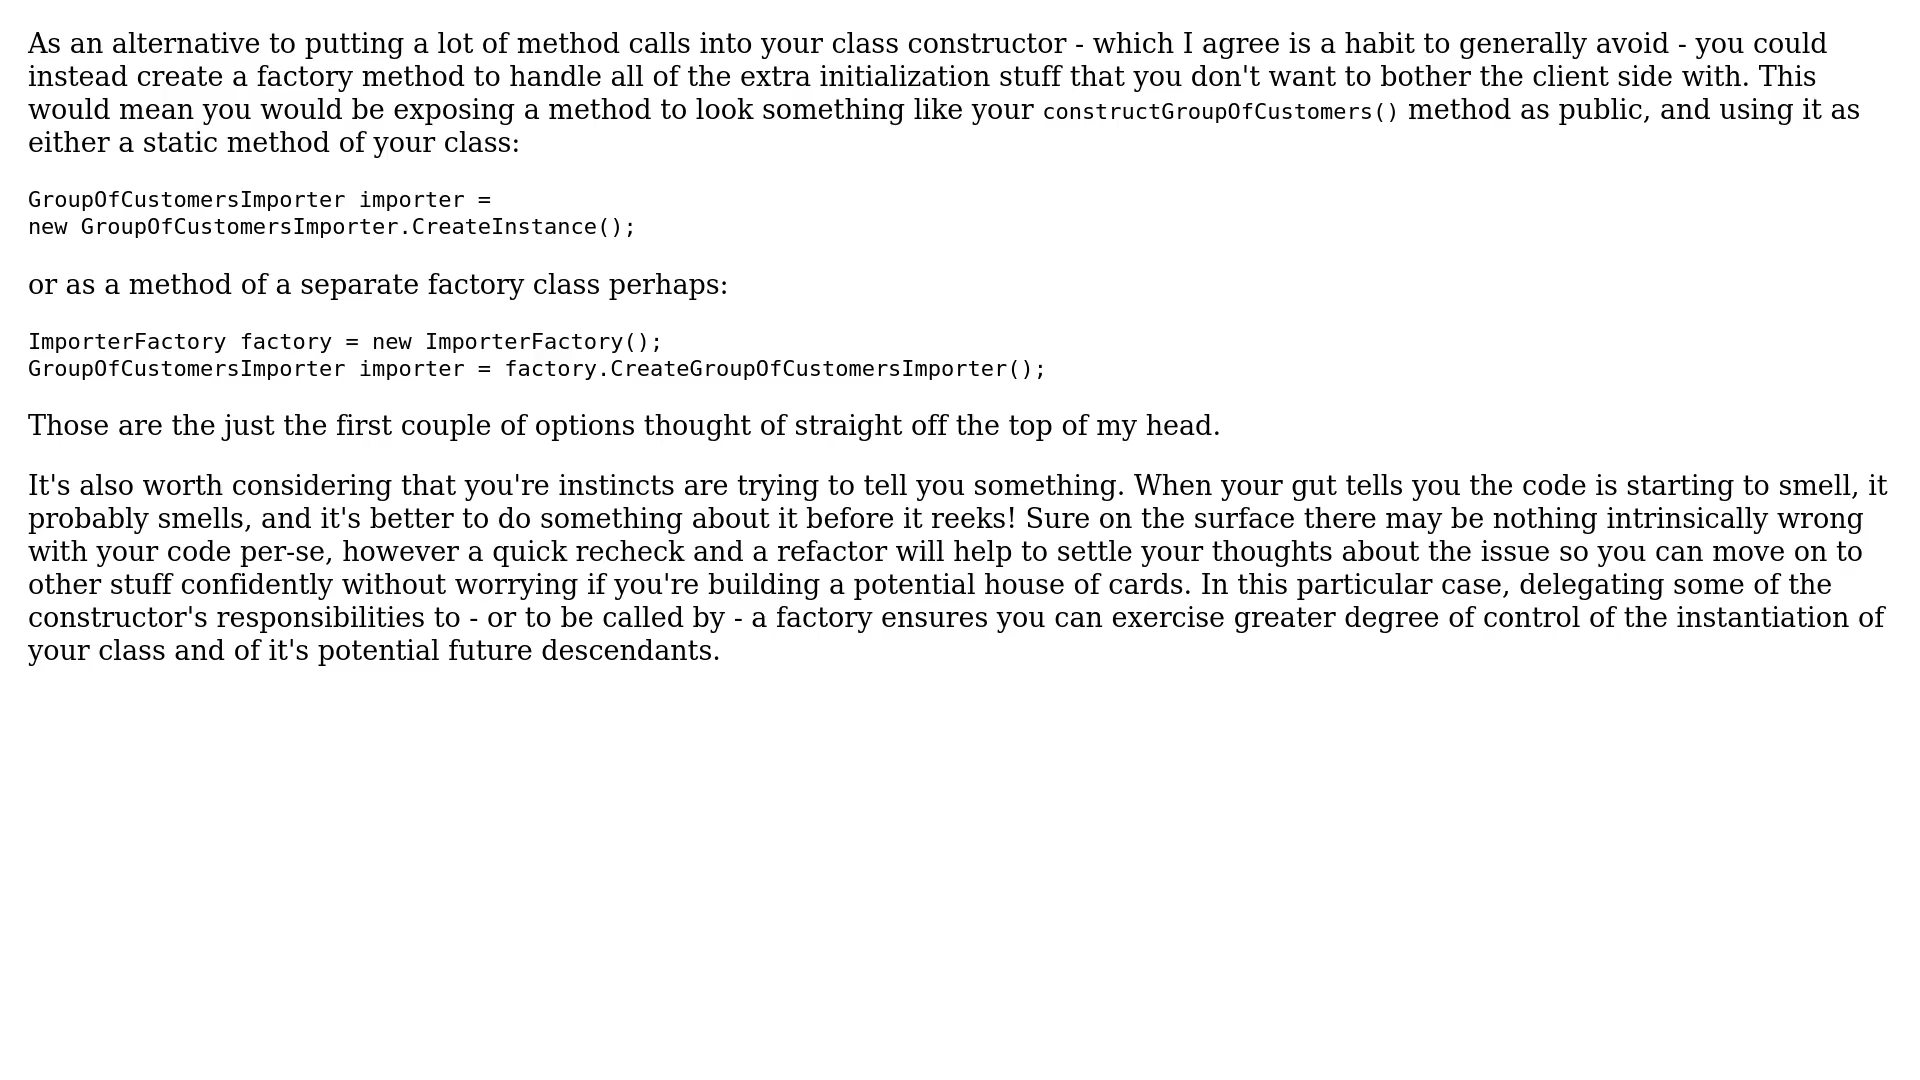 As an alternative to putting a lot of method calls into your class constructor - which I agree is a habit to generally avoid - you could
instead create a factory method to handle all of the extra initialization stuff that you don't want to bother the client side with. This
would mean you would be exposing a method to look something like your constructGroupOfCustomers() method as public, and using it as
either a static method of your class:
GroupOfCustomersImporter importer =
new GroupOfCustomersImporter.CreateInstance();
or as a method of a separate factory class perhaps:
ImporterFactory factory = new ImporterFactory();
GroupOfCustomersImporter importer = factory.CreateGroupOfCustomersImporter();
Those are the just the first couple of options thought of straight off the top of my head.
It's also worth considering that you're instincts are trying to tell you something. When your gut tells you the code is starting to smell, it
probably smells, and it's better to do something about it before it reeks! Sure on the surface there may be nothing intrinsically wrong
with your code per-se, however a quick recheck and a refactor will help to settle your thoughts about the issue so you can move on to
other stuff confidently without worrying if you're building a potential house of cards. In this particular case, delegating some of the
constructor's responsibilities to - or to be called by - a factory ensures you can exercise greater degree of control of the instantiation of
your class and of it's potential future descendants.